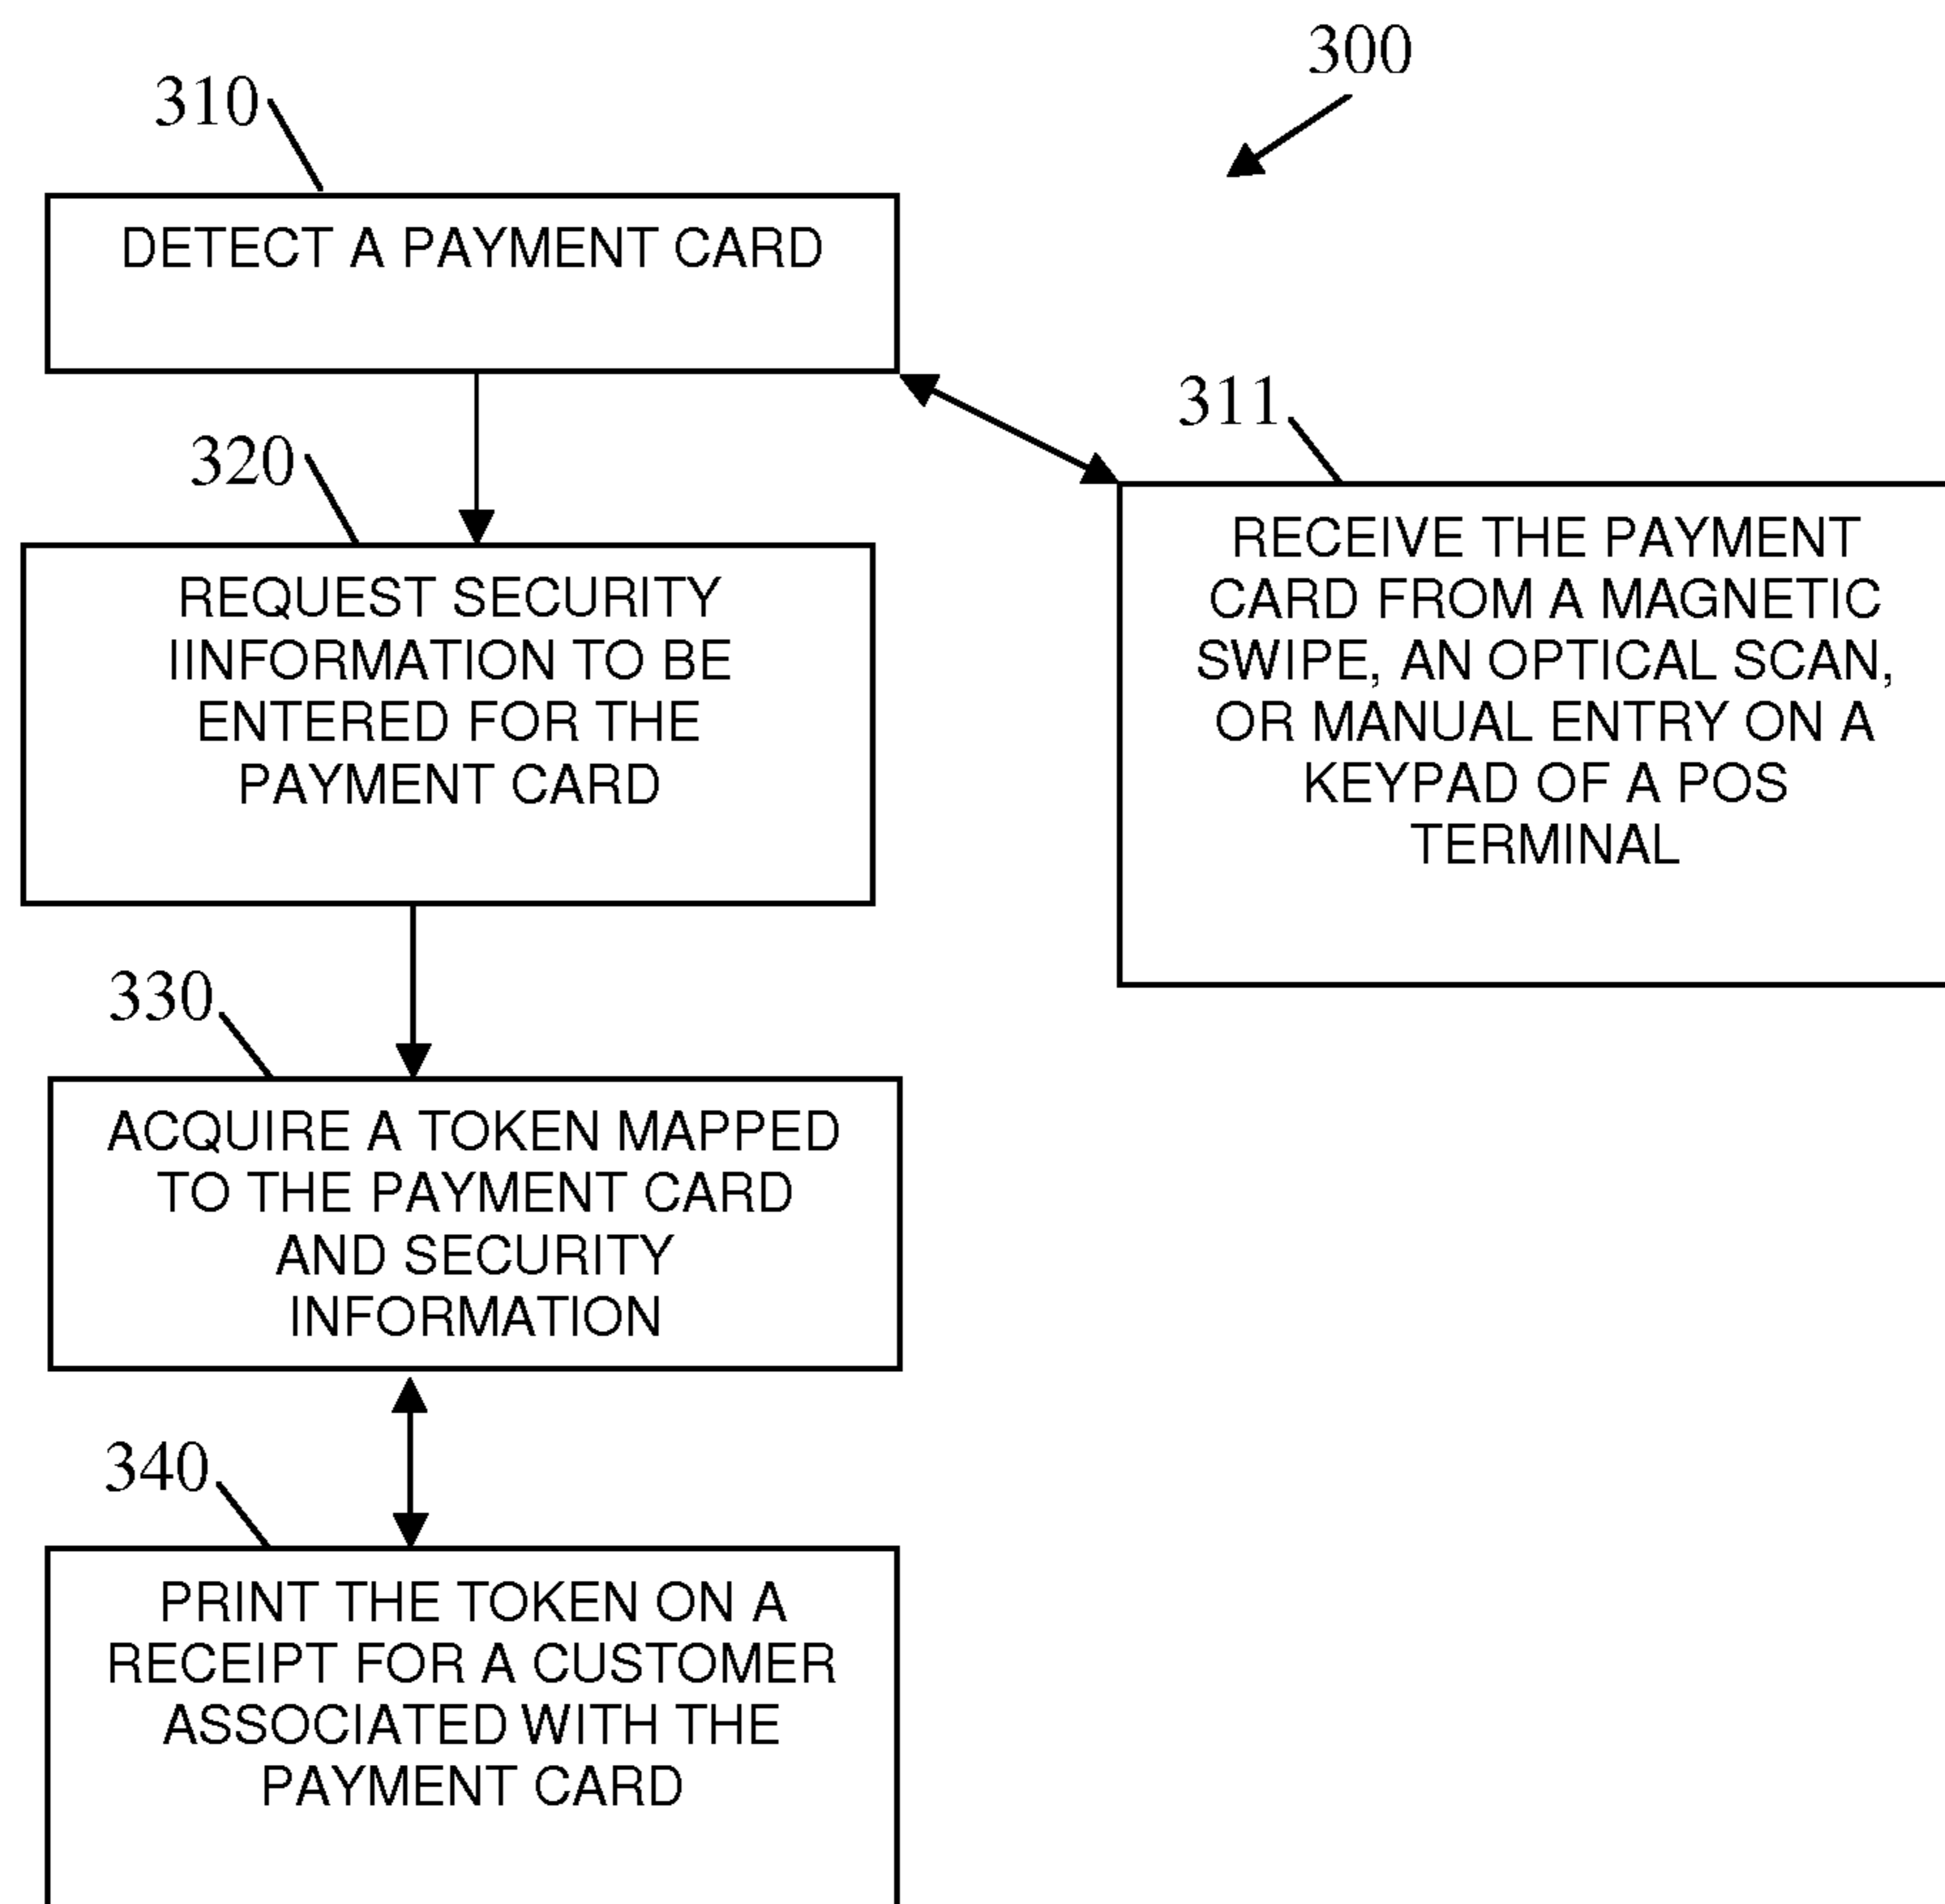 300
310
DETECT A PAYMENT CARD
311
RECEIVE THE PAYMENT
CARD FROM A MAGNETIC
SWIPE, AN OPTICAL SCAN,
OR MANUAL ENTRY ON A
KEYPAD OF A POS
TERMINAL
320
REQUEST SECURITY
IINFORMATION TO BE
ENTERED FOR THE
PAYMENT CARD
330
ACQUIRE A TOKEN MAPPED
TO THE PAYMENT CARD
AND SECURITY
INFORMATION
340
PRINT THE TOKEN ON A
RECEIPT FOR A CUSTOMER
ASSOCIATED WITH THE
PAYMENT CARD